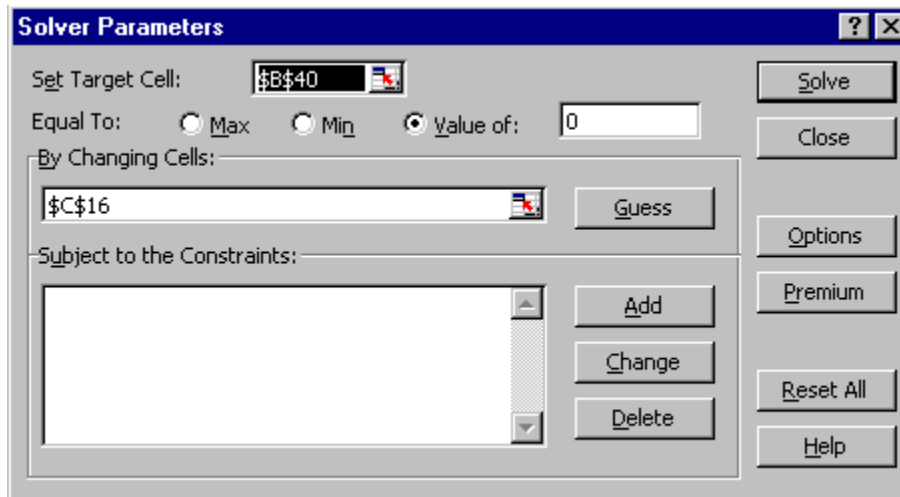 Solver Parameters ? X
Set Target Cell: $B$40 Solve
Equal To: Max Min Value of: 0 Close
By Changing Cells:
$C$16 Guess
Options
Subject to the Constraints:
Add Premium
Change
Reset All
Delete
Help